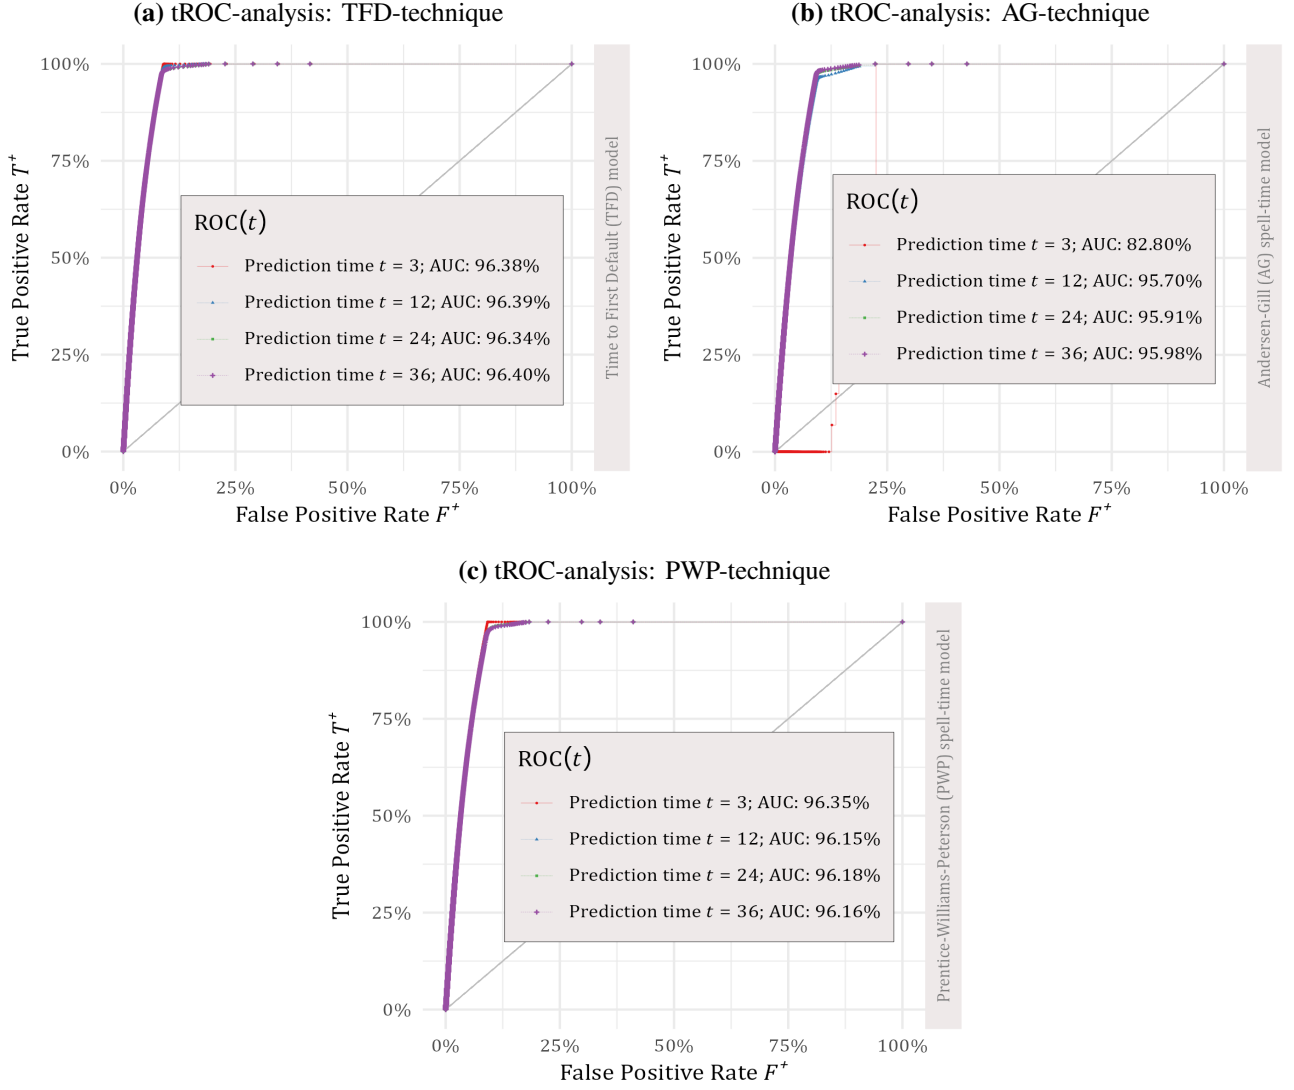 (a) tROC-analysis: TFD-technique
100%
75%
50%
25%
0%
True Positive Rate T⁺
0%
25%
50%
75%
100%
False Positive Rate F⁺
ROC(t)
Prediction time t = 3; AUC: 96.38%
Prediction time t = 12; AUC: 96.39%
Prediction time t = 24; AUC: 96.34%
Prediction time t = 36; AUC: 96.40%
Time to First Default (TFD) model
(b) tROC-analysis: AG-technique
100%
75%
50%
25%
0%
True Positive Rate T⁺
0%
25%
50%
75%
100%
False Positive Rate F⁺
ROC(t)
Prediction time t = 3; AUC: 82.80%
Prediction time t = 12; AUC: 95.70%
Prediction time t = 24; AUC: 95.91%
Prediction time t = 36; AUC: 95.98%
Andersen-Gill (AG) spell-time model
(c) tROC-analysis: PWP-technique
100%
75%
50%
25%
0%
True Positive Rate T⁺
0%
25%
50%
75%
100%
False Positive Rate F⁺
ROC(t)
Prediction time t = 3; AUC: 96.35%
Prediction time t = 12; AUC: 96.15%
Prediction time t = 24; AUC: 96.18%
Prediction time t = 36; AUC: 96.16%
Prentice-Williams-Peterson (PWP) spell-time model